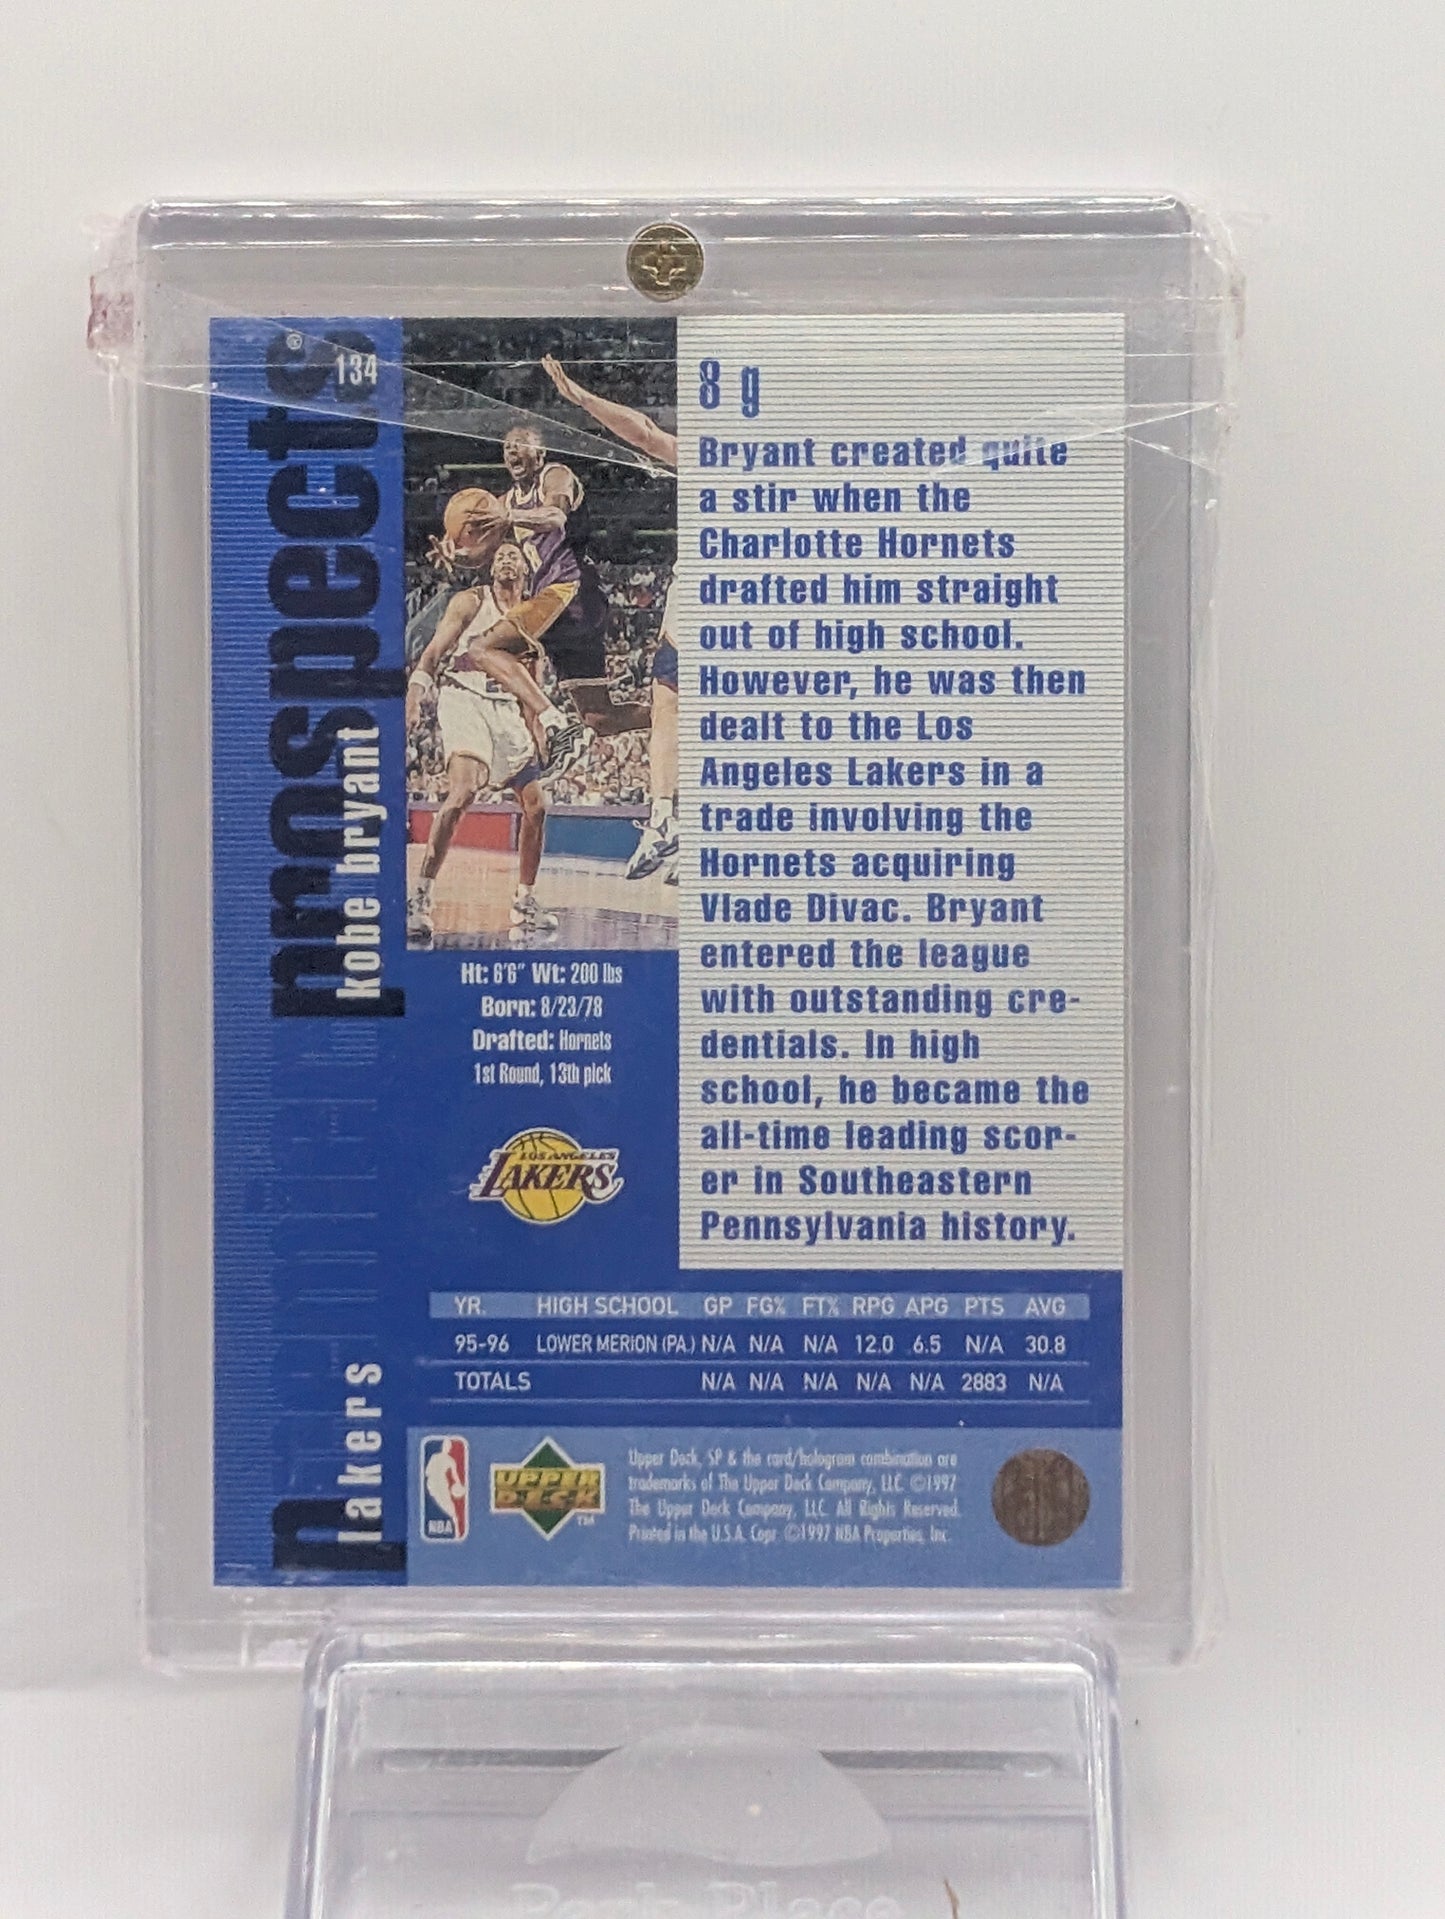 134
premier prospects
kobe bryant
lakers
8 g
Bryant created quite
a stir when the
Charlotte Hornets
drafted him straight
out of high school.
However, he was then
dealt to the Los
Angeles Lakers in a
trade involving the
Hornets acquiring
Vlade Divac. Bryant
entered the league
with outstanding cre-
dentials. In high
school, he became the
all-time leading scor-
er in Southeastern
Pennsylvania history.
Ht: 6'6" Wt: 200 lbs
Born: 8/23/78
Drafted: Hornets
1st Round, 13th pick
LOS ANGELES
LAKERS
YR. HIGH SCHOOL GP FG% FT% RPG APG PTS AVG
95-96 LOWER MERION (PA.) N/A N/A N/A 12.0 6.5 N/A 30.8
TOTALS N/A N/A N/A N/A N/A 2883 N/A
NBA
UPPER
DECK
TM
Upper Deck, SP & the card/hologram combination are
trademarks of The Upper Deck Company, LLC. ©1997
The Upper Deck Company, LLC. All Rights Reserved.
Printed in the U.S.A. Copr. ©1997 NBA Properties, Inc.